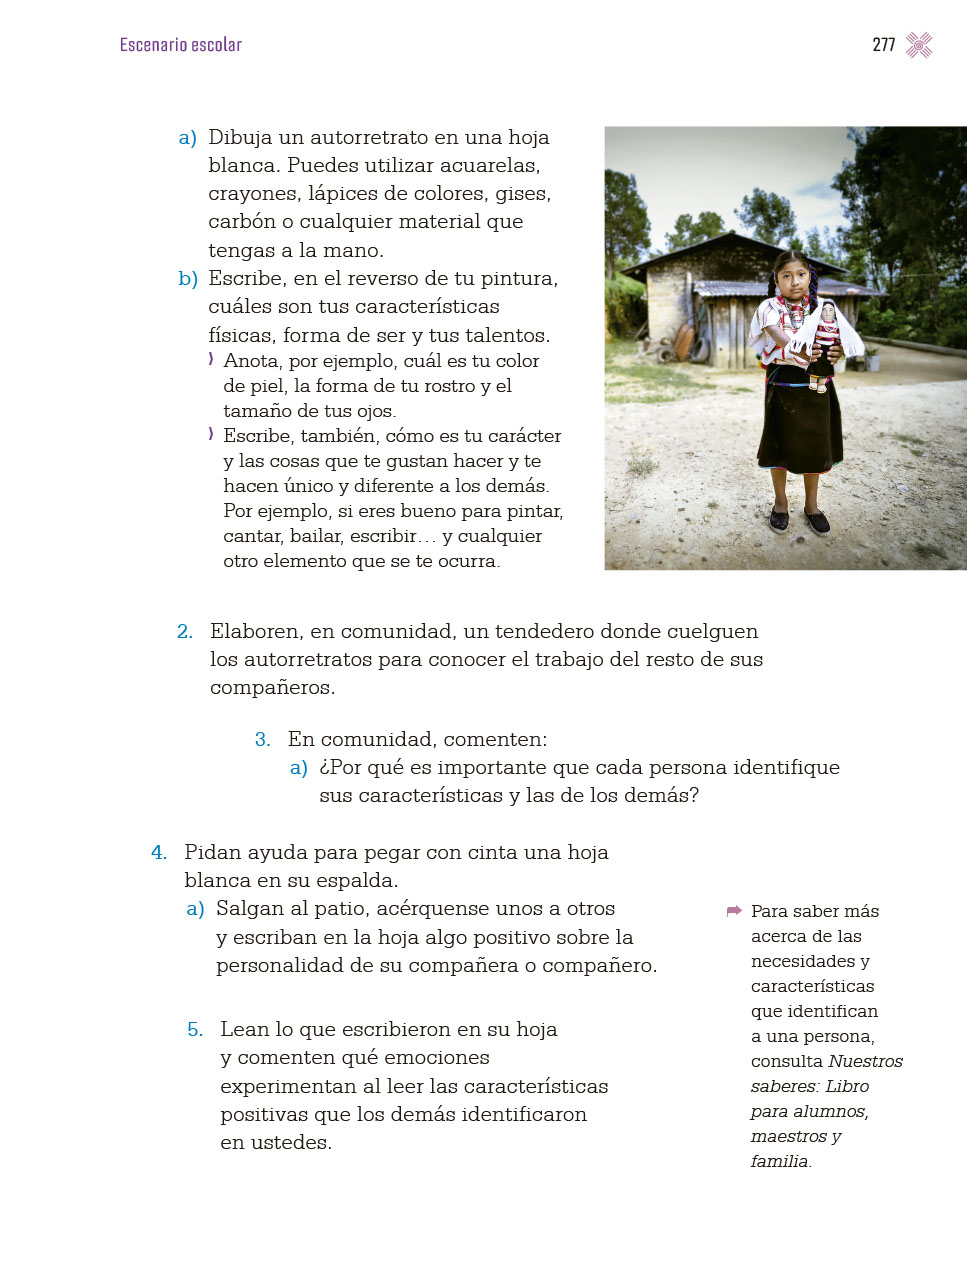 Escenario escolar
277
a) Dibuja un autorretrato en una hoja
blanca. Puedes utilizar acuarelas,
crayones, lápices de colores, gises,
carbón o cualquier material que
tengas a la mano.
b) Escribe, en el reverso de tu pintura,
cuáles son tus características
físicas, forma de ser y tus talentos.
Anota, por ejemplo, cuál es tu color
de piel, la forma de tu rostro y el
tamaño de tus ojos.
Escribe, también, cómo es tu carácter
y las cosas que te gustan hacer y te
hacen único y diferente a los demás.
Por ejemplo, si eres bueno para pintar,
cantar, bailar, escribir… y cualquier
otro elemento que se te ocurra.
2. Elaboren, en comunidad, un tendedero donde cuelguen
los autorretratos para conocer el trabajo del resto de sus
compañeros.
3. En comunidad, comenten:
a) ¿Por qué es importante que cada persona identifique
sus características y las de los demás?
4. Pidan ayuda para pegar con cinta una hoja
blanca en su espalda.
a) Salgan al patio, acérquense unos a otros
y escriban en la hoja algo positivo sobre la
personalidad de su compañera o compañero.
5. Lean lo que escribieron en su hoja
y comenten qué emociones
experimentan al leer las características
positivas que los demás identificaron
en ustedes.
Para saber más
acerca de las
necesidades y
características
que identifican
a una persona,
consulta Nuestros
saberes: Libro
para alumnos,
maestros y
familia.